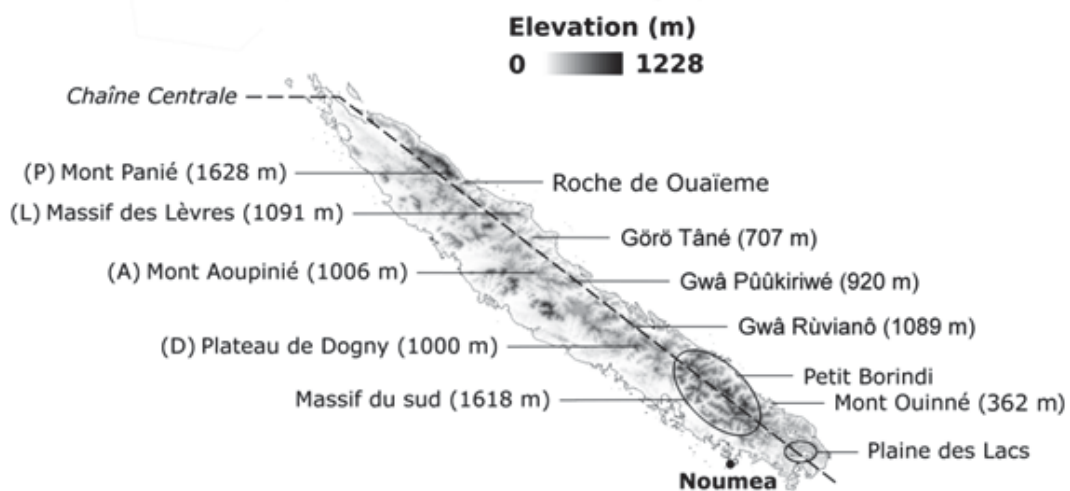 Elevation (m)
0 1228
Chaîne Centrale
(P) Mont Panié (1628 m)
Roche de Ouaïeme
(L) Massif des Lèvres (1091 m)
Görö Tâné (707 m)
(A) Mont Aoupinié (1006 m)
Gwâ Pûûkiriwé (920 m)
Gwâ Rùvianô (1089 m)
(D) Plateau de Dogny (1000 m)
Petit Borindi
Massif du sud (1618 m)
Mont Ouinné (362 m)
Plaine des Lacs
Noumea